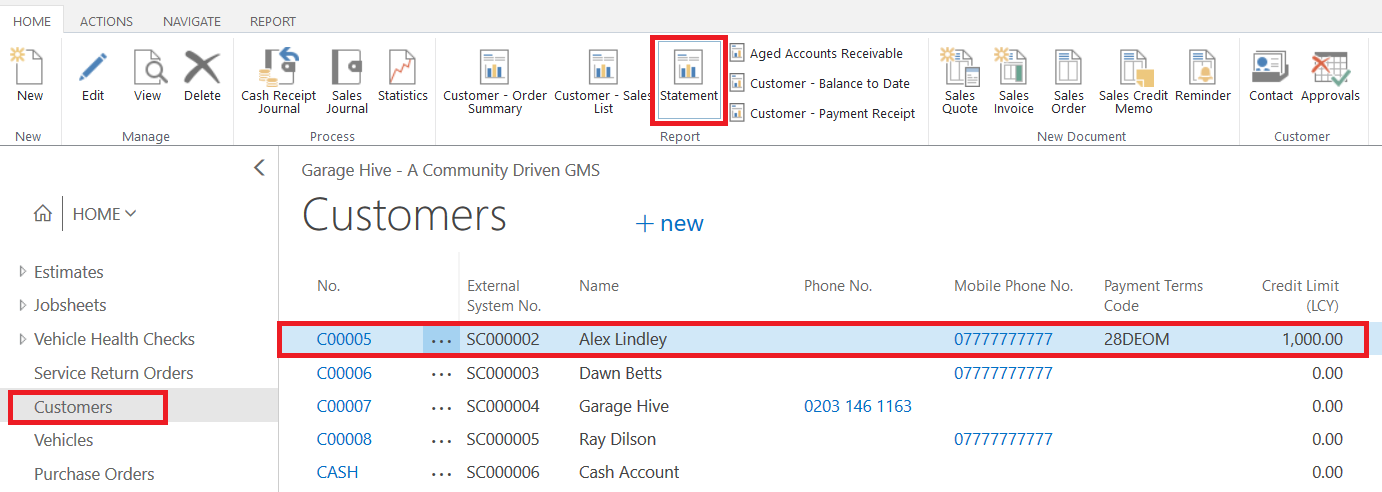 HOME ACTIONS NAVIGATE REPORT
New
Edit
View
Delete
Cash Receipt
Journal
Sales
Journal
Statistics
Customer - Order
Summary
Customer - Sales
List
Statement
Aged Accounts Receivable
Customer - Balance to Date
Customer - Payment Receipt
Sales
Quote
Sales
Invoice
Sales
Order
Sales Credit
Memo
Reminder
Contact
Approvals
New Manage Process Report New Document Customer
Garage Hive - A Community Driven GMS
HOME
Customers
+ new
Estimates
Jobsheets
Vehicle Health Checks
Service Return Orders
Customers
Vehicles
Purchase Orders
No. External System No. Name Phone No. Mobile Phone No. Payment Terms Code Credit Limit (LCY)
C00005 ... SC000002 Alex Lindley 07777777777 28DEOM 1,000.00
C00006 ... SC000003 Dawn Betts 07777777777 0.00
C00007 ... SC000004 Garage Hive 0203 146 1163 0.00
C00008 ... SC000005 Ray Dilson 07777777777 0.00
CASH ... SC000006 Cash Account 0.00